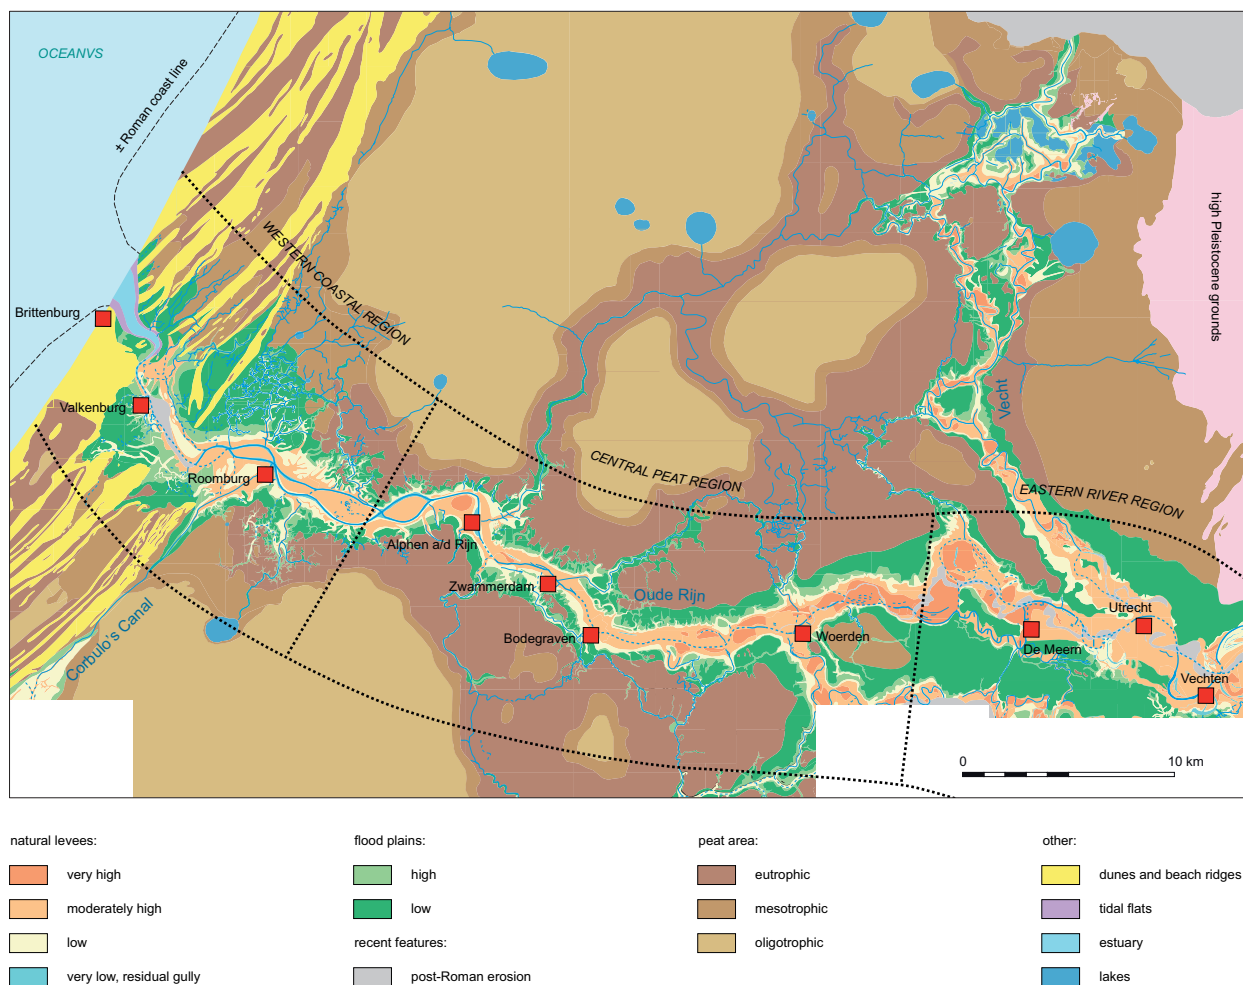 OCEANVS
± Roman coast line
WESTERN COASTAL REGION
high Pleistocene grounds
Brittenburg
Valkenburg
Vecht
Roomburg
CENTRAL PEAT REGION
EASTERN RIVER REGION
Alphen a/d Rijn
Zwammerdam
Oude Rijn
Utrecht
Corbulo's Canal
Bodegraven
Woerden
De Meern
Vechten
0 10 km
natural levees:
very high
moderately high
low
very low, residual gully
flood plains:
high
low
recent features:
post-Roman erosion
peat area:
eutrophic
mesotrophic
oligotrophic
other:
dunes and beach ridges
tidal flats
estuary
lakes